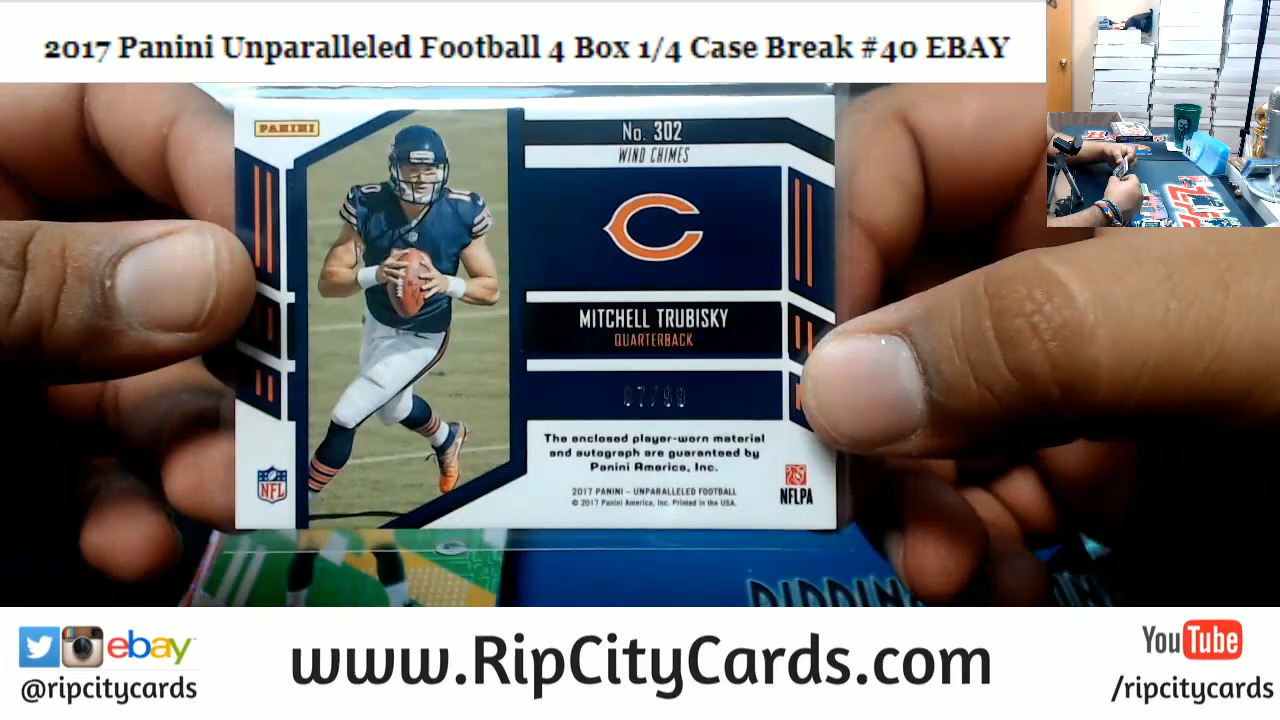 2017 Panini Unparalleled Football 4 Box 1/4 Case Break #40 EBAY
PANINI
No. 302
WIND CHIMES
MITCHELL TRUBISKY
QUARTERBACK
The enclosed player-worn material
and autograph are guaranteed by
Panini America, Inc.
2017 PANINI – UNPARALLELED FOOTBALL
© 2017 Panini America, Inc. Printed in the USA.
NFL
NFLPA
ebay
@ripcitycards
www.RipCityCards.com
YouTube
/ripcitycards